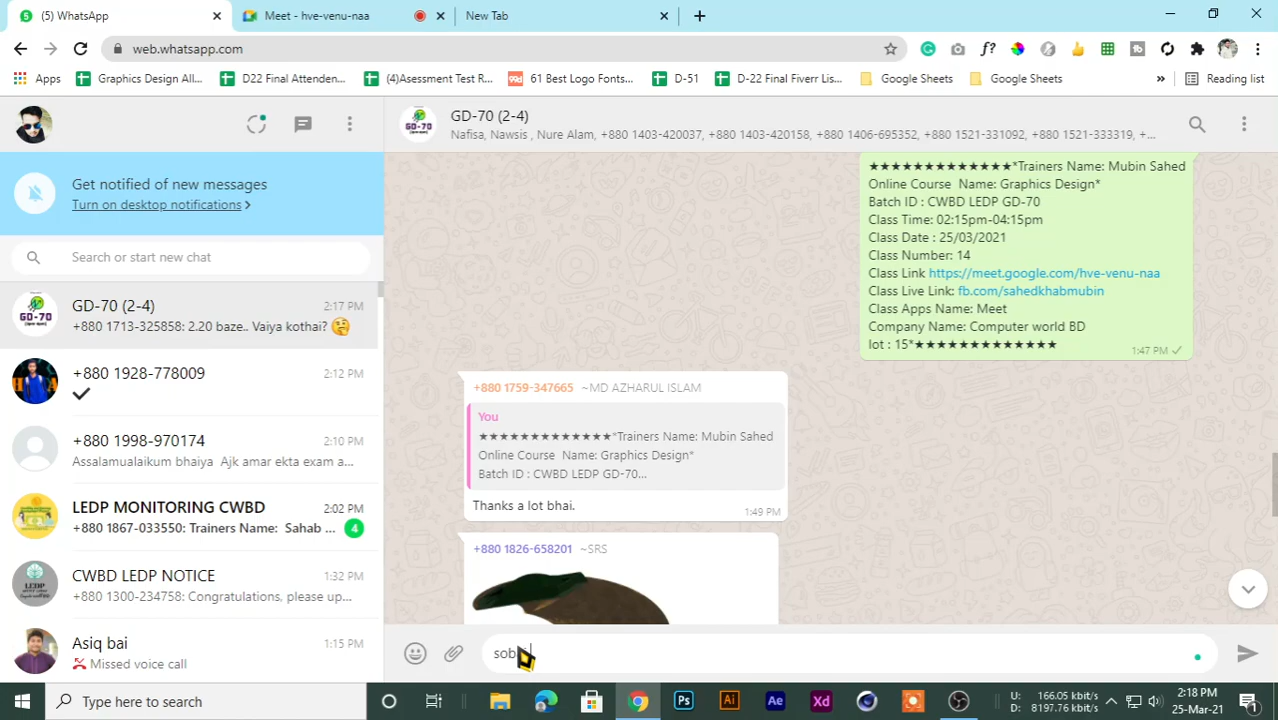 (5) WhatsApp
Meet - hve-venu-naa
New Tab
web.whatsapp.com
Apps
Graphics Design All...
D22 Final Attenden...
(4)Asessment Test R...
61 Best Logo Fonts...
D-51
D-22 Final Fiverr Lis...
Google Sheets
Google Sheets
»
Reading list
GD-70 (2-4)
Nafisa, Nawsis , Nure Alam, +880 1403-420037, +880 1403-420158, +880 1406-695352, +880 1521-331092, +880 1521-333319, +...
Get notified of new messages
Turn on desktop notifications >
Search or start new chat
GD-70 (2-4)
2:17 PM
+880 1713-325858: 2.20 baze.. Vaiya kothai? 🤔
+880 1928-778009
2:12 PM
✔
+880 1998-970174
2:10 PM
Assalamualaikum bhaiya Ajk amar ekta exam a...
LEDP MONITORING CWBD
2:02 PM
+880 1867-033550: Trainers Name: Sahab ...
4
CWBD LEDP NOTICE
1:32 PM
+880 1300-234758: Congratulations, please up...
Asiq bai
1:15 PM
Missed voice call
★★★★★★★★★★★★★*Trainers Name: Mubin Sahed
Online Course Name: Graphics Design*
Batch ID : CWBD LEDP GD-70
Class Time: 02:15pm-04:15pm
Class Date : 25/03/2021
Class Number: 14
Class Link https://meet.google.com/hve-venu-naa
Class Live Link: fb.com/sahedkhabmubin
Class Apps Name: Meet
Company Name: Computer world BD
lot : 15*★★★★★★★★★★★★★
1:47 PM
+880 1759-347665 ~MD AZHARUL ISLAM
You
★★★★★★★★★★★★★*Trainers Name: Mubin Sahed
Online Course Name: Graphics Design*
Batch ID : CWBD LEDP GD-70...
Thanks a lot bhai.
1:49 PM
+880 1826-658201 ~SRS
Type here to search
Ps
Ai
Ae
Xd
U: 166.05 kbit/s
D: 8197.76 kbit/s
2:18 PM
25-Mar-21
1